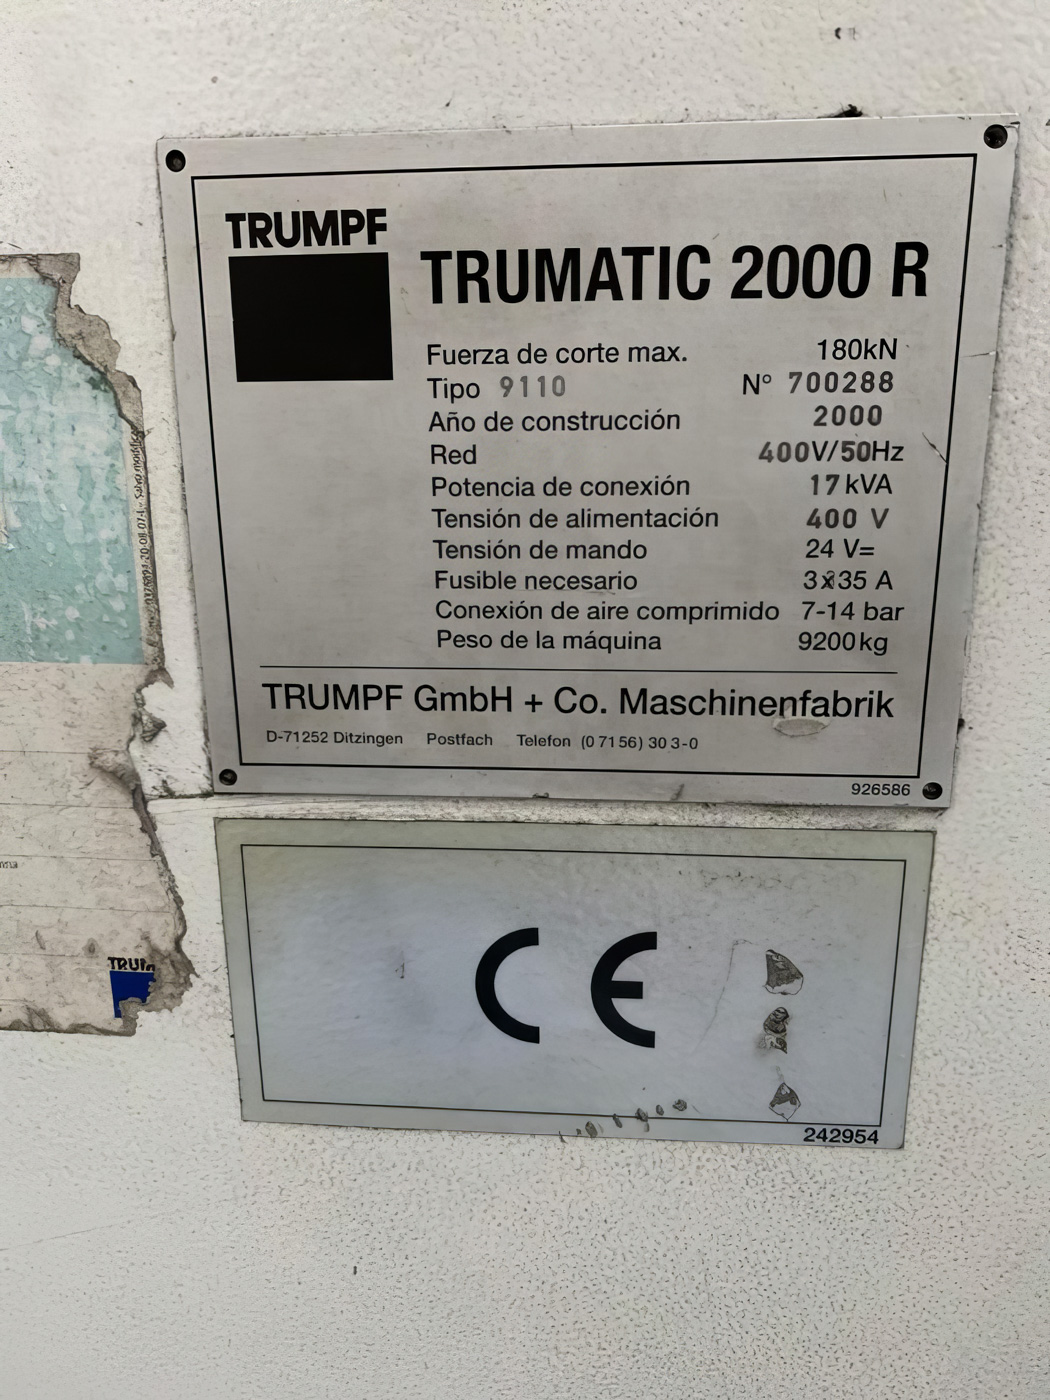 TRUMPF
TRUMATIC 2000 R
Fuerza de corte max. 180kN
Tipo 9110 Nº 700288
Año de construcción 2000
Red 400V/50Hz
Potencia de conexión 17kVA
Tensión de alimentación 400 V
Tensión de mando 24 V=
Fusible necesario 3x35 A
Conexión de aire comprimido 7-14 bar
Peso de la máquina 9200kg
TRUMPF GmbH + Co. Maschinenfabrik
D-71252 Ditzingen Postfach Telefon (0 71 56) 30 3-0
926586
CE
242954